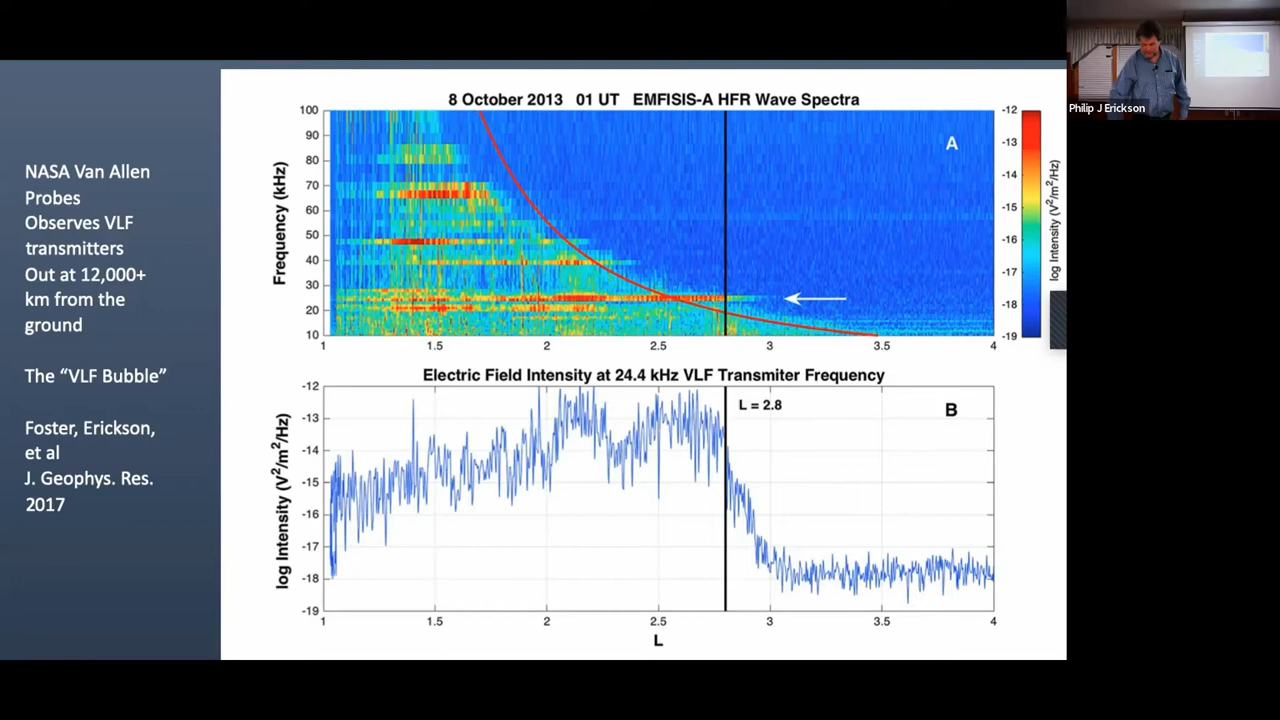 NASA Van Allen
Probes
Observes VLF
transmitters
Out at 12,000+
km from the
ground
The “VLF Bubble”
Foster, Erickson,
et al
J. Geophys. Res.
2017
8 October 2013 01 UT EMFISIS-A HFR Wave Spectra
Frequency (kHz)
100
90
80
70
60
50
40
30
20
10
A
1
1.5
2
2.5
3
3.5
4
-12
-13
-14
-15
-16
-17
-18
-19
log Intensity (V²/m²/Hz)
Electric Field Intensity at 24.4 kHz VLF Transmiter Frequency
log Intensity (V²/m²/Hz)
-12
-13
-14
-15
-16
-17
-18
-19
L = 2.8
B
1
1.5
2
2.5
3
3.5
4
L
Philip J Erickson